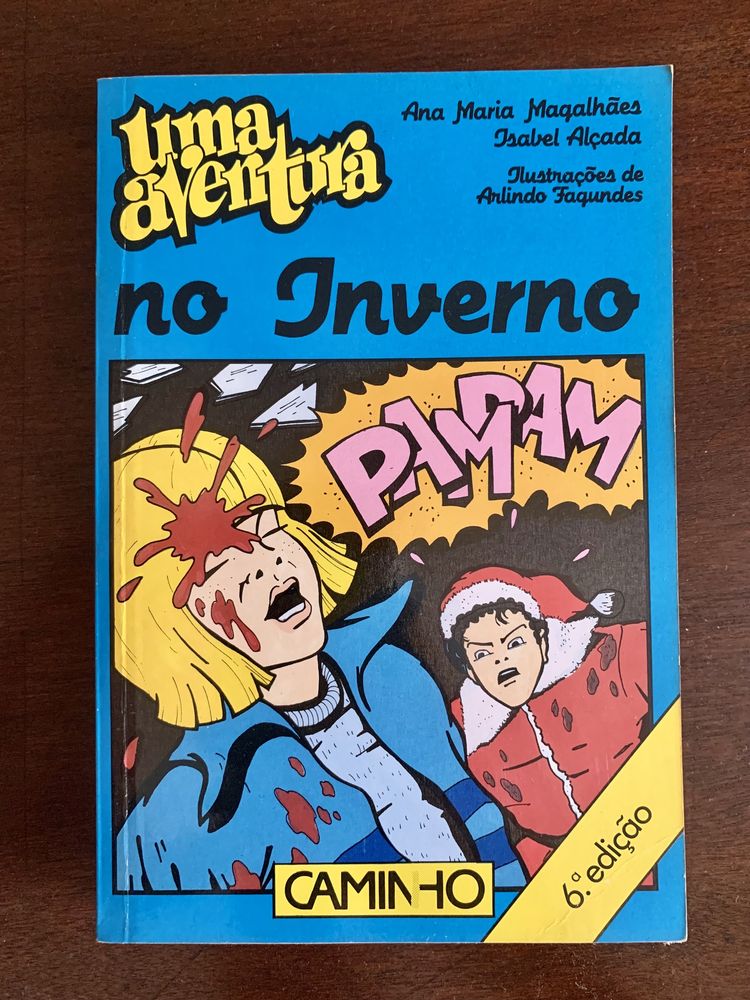 uma
aventura
Ana Maria Magalhães
Isabel Alçada
Ilustrações de
Arlindo Fagundes
no Inverno
PAM PAM
6.ª edição
CAMINHO